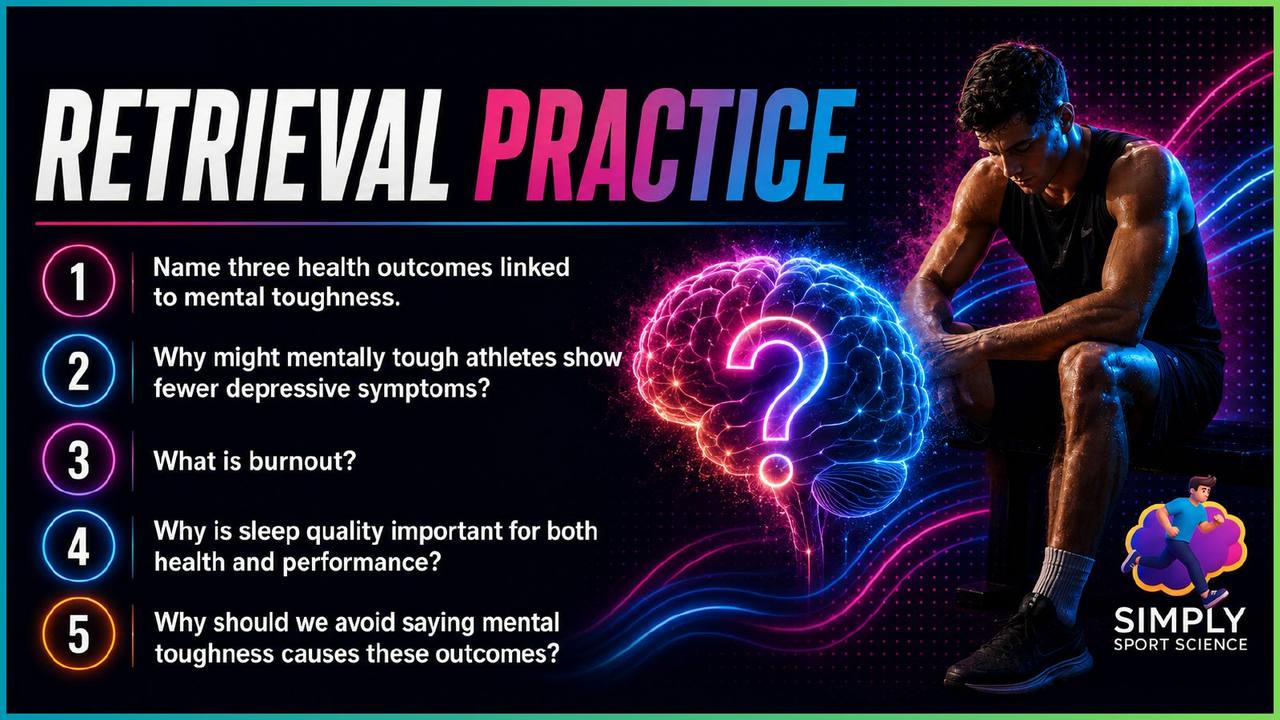 RETRIEVAL PRACTICE
1
Name three health outcomes linked
to mental toughness.
2
Why might mentally tough athletes show
fewer depressive symptoms?
3
What is burnout?
4
Why is sleep quality important for both
health and performance?
5
Why should we avoid saying mental
toughness causes these outcomes?
?
SIMPLY
SPORT SCIENCE